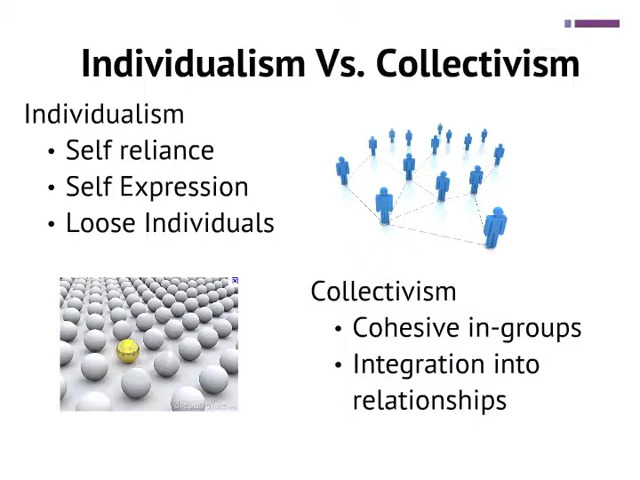 Individualism Vs. Collectivism
Individualism
• Self reliance
• Self Expression
• Loose Individuals
Collectivism
• Cohesive in-groups
• Integration into
relationships